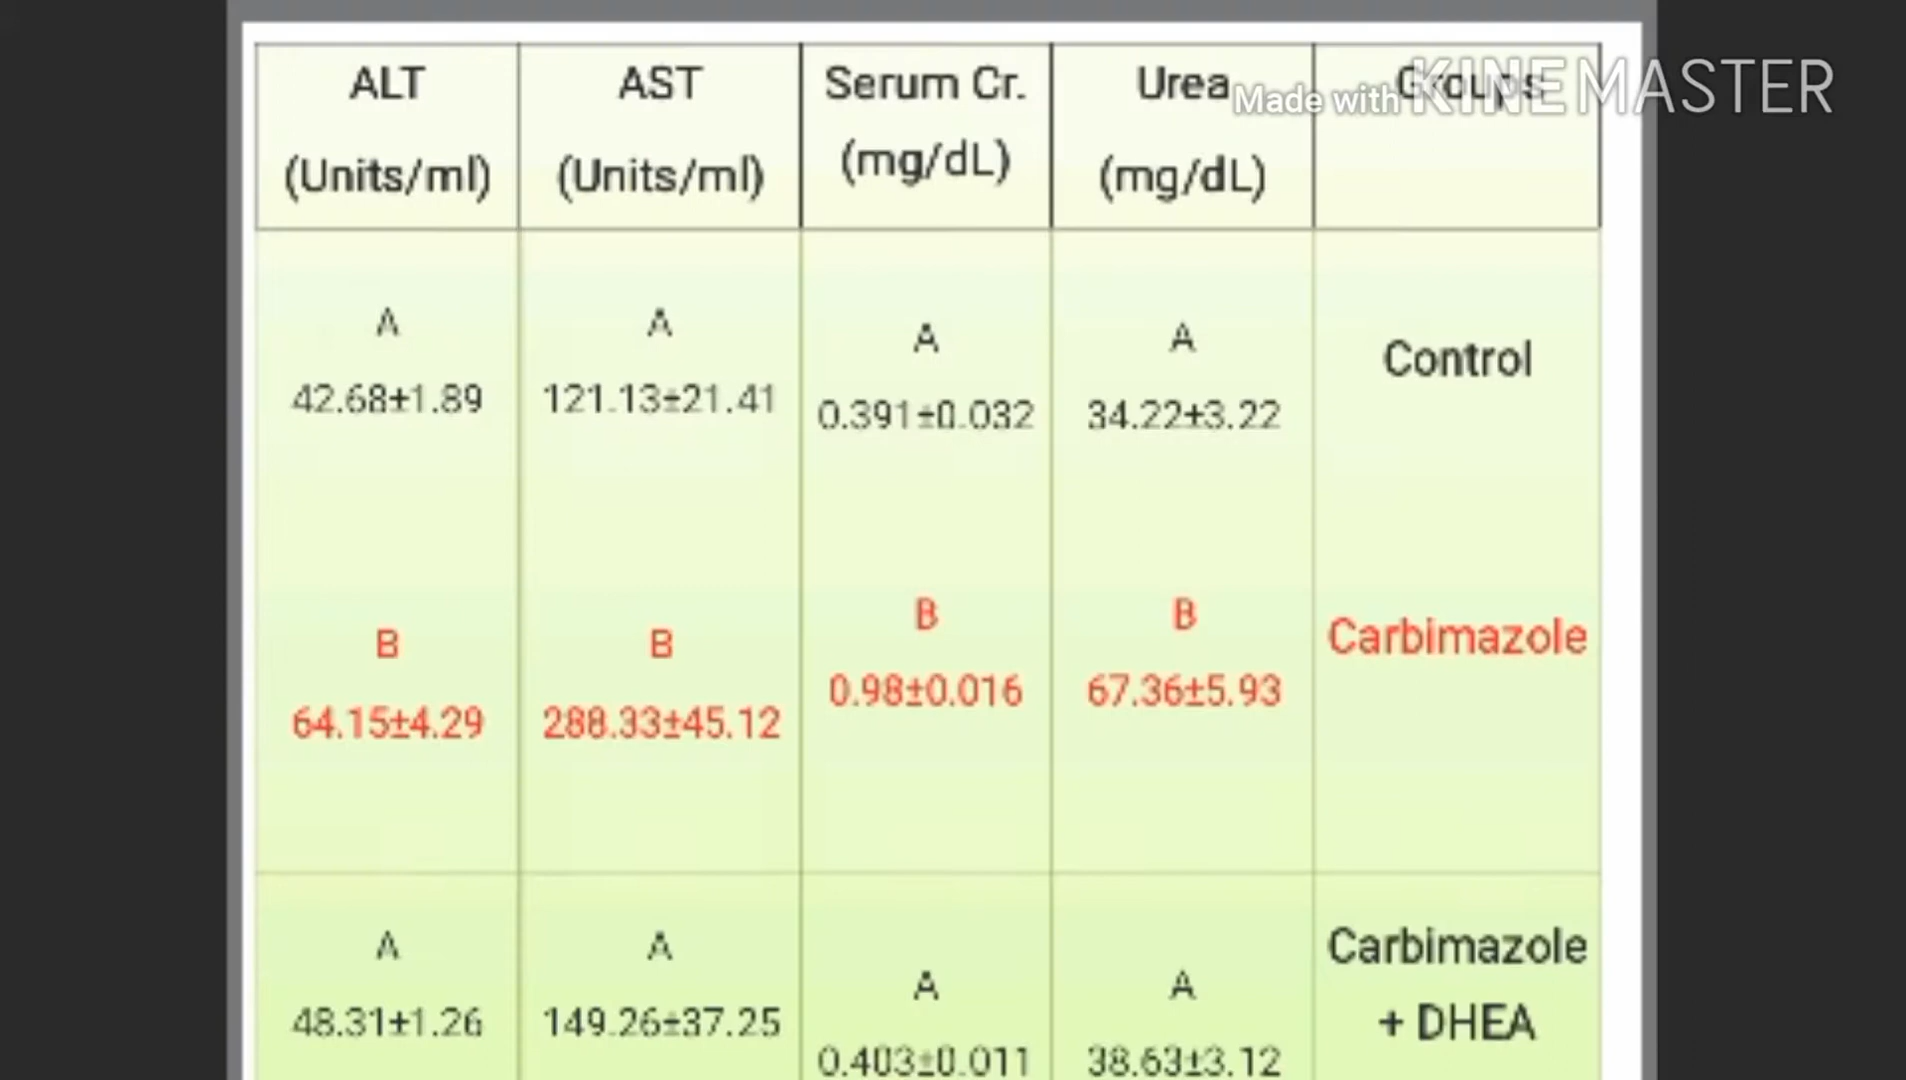 ALT
(Units/ml)
AST
(Units/ml)
Serum Cr.
(mg/dL)
Urea
(mg/dL)
Groups
Made with KINEMASTER
A
42.68±1.89
A
121.13±21.41
A
0.391±0.032
A
34.22±3.22
Control
B
64.15±4.29
B
288.33±45.12
B
0.98±0.016
B
67.36±5.93
Carbimazole
A
48.31±1.26
A
149.26±37.25
A
0.403±0.011
A
38.63±3.12
Carbimazole
+ DHEA